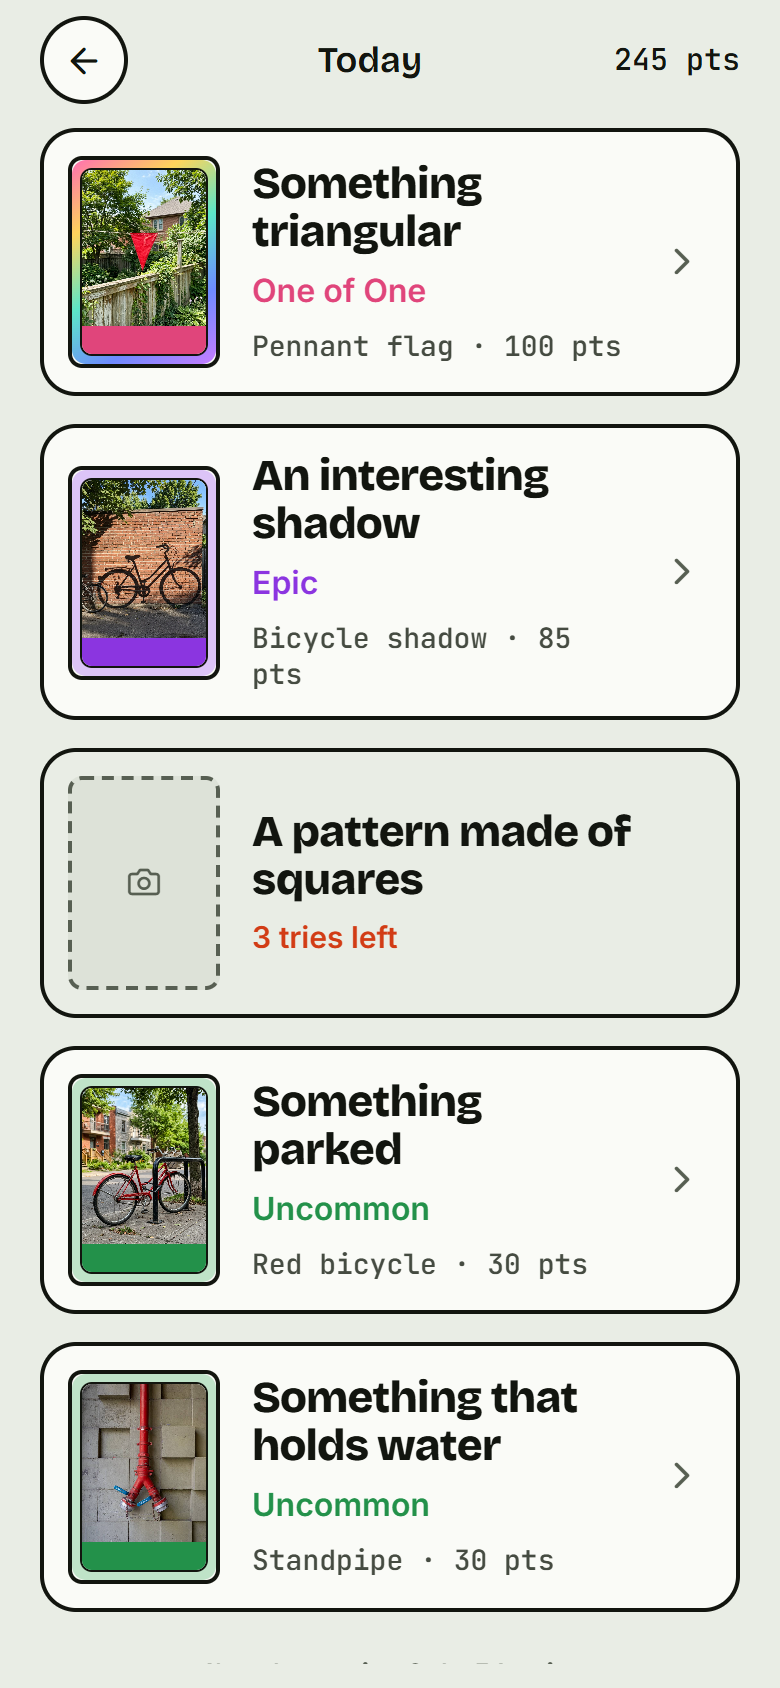 Today
245 pts
Something
triangular
One of One
Pennant flag · 100 pts
An interesting
shadow
Epic
Bicycle shadow · 85
pts
A pattern made of
squares
3 tries left
Something
parked
Uncommon
Red bicycle · 30 pts
Something that
holds water
Uncommon
Standpipe · 30 pts